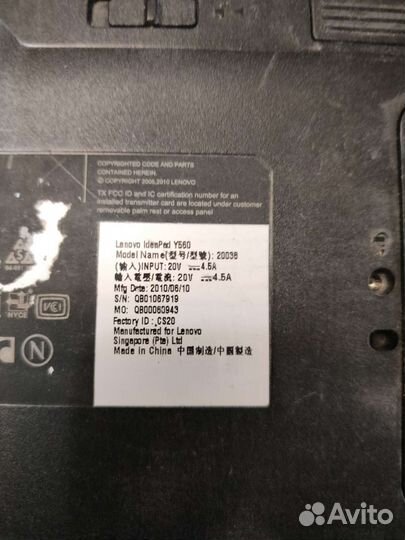 COPYRIGHTED CODE AND PARTS
CONTAINED HEREIN.
© COPYRIGHT 2005,2010 LENOVO
TX FCC ID and IC certification number for an
installed transmitter card are located under customer
removable palm rest or access panel
Lenovo IdeaPad Y560
Model Name(型号/型號): 20036
(输入)INPUT: 20V ⎓4.5A
輸入電壓/電流: 20V ⎓4.5A
Mfg Date: 2010/06/10
S/N: QB01067919
MO: QB00060943
Factory ID : CS20
Manufactured for Lenovo
Singapore (Pte) Ltd
Made in China 中国制造/中國製造
NYCE
N
Avito